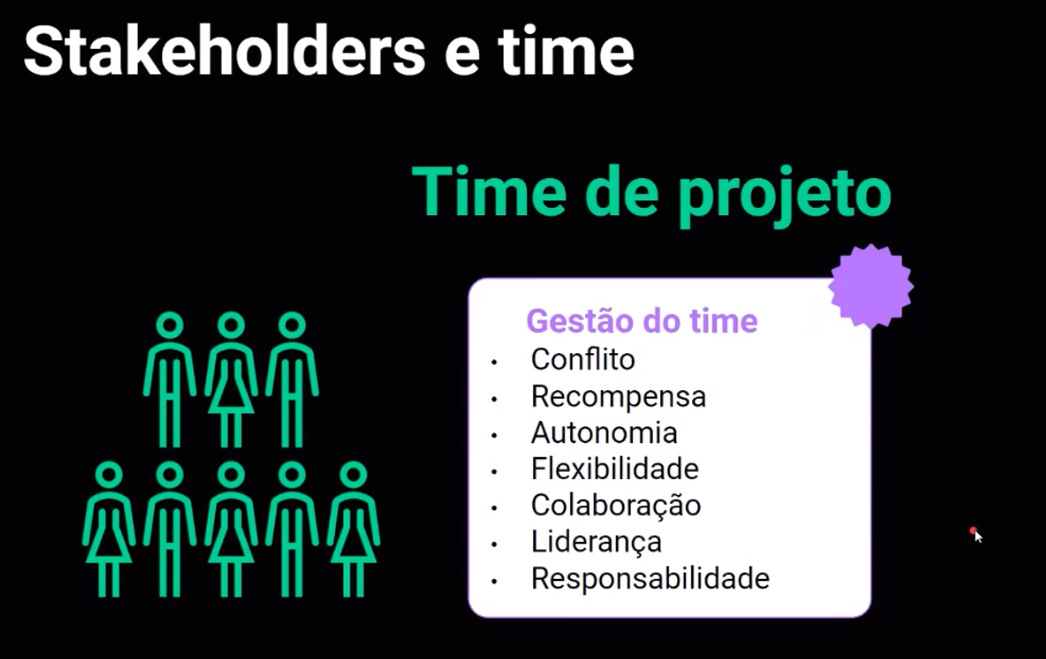 Stakeholders e time
Time de projeto
Gestão do time
• Conflito
• Recompensa
• Autonomia
• Flexibilidade
• Colaboração
• Liderança
• Responsabilidade